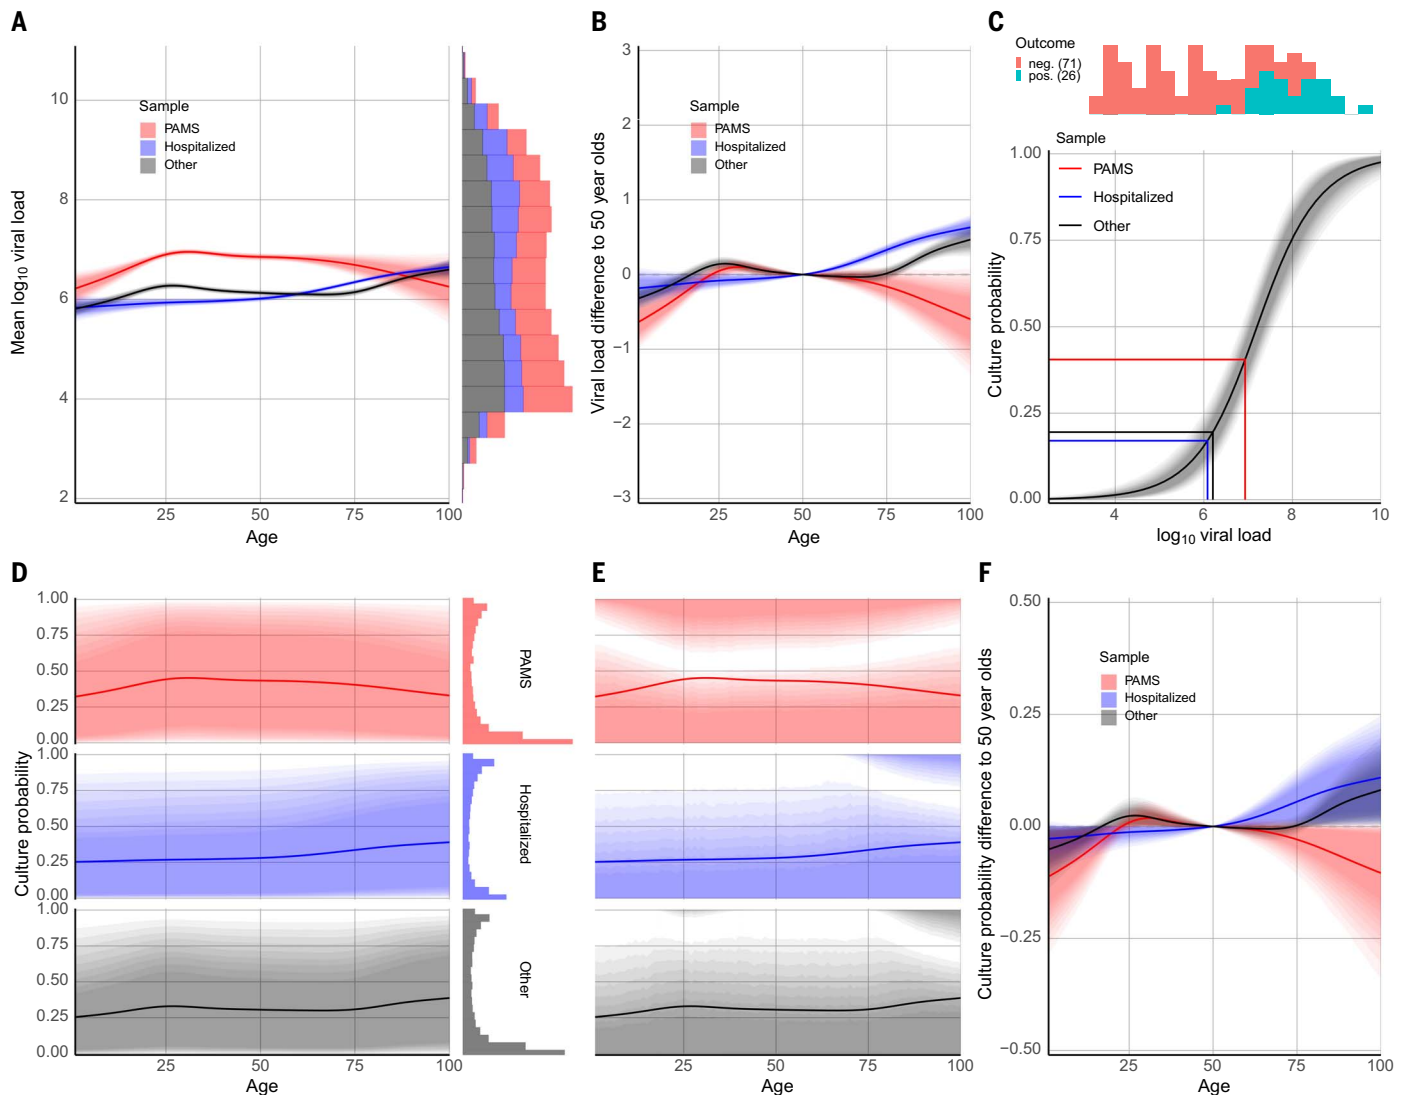 A
Mean log10 viral load
10
8
6
4
2
Sample
PAMS
Hospitalized
Other
25
50
75
100
Age
B
Viral load difference to 50 year olds
3
2
1
0
−1
−2
−3
Sample
PAMS
Hospitalized
Other
25
50
75
100
Age
C
Outcome
neg. (71)
pos. (26)
Sample
PAMS
Hospitalized
Other
Culture probability
1.00
0.75
0.50
0.25
0.00
4
6
8
10
log10 viral load
D
Culture probability
1.00
0.75
0.50
0.25
0.00
PAMS
1.00
0.75
0.50
0.25
0.00
Hospitalized
1.00
0.75
0.50
0.25
0.00
Other
25
50
75
100
Age
E
25
50
75
100
Age
F
Culture probability difference to 50 year olds
0.50
0.25
0.00
−0.25
−0.50
Sample
PAMS
Hospitalized
Other
25
50
75
100
Age